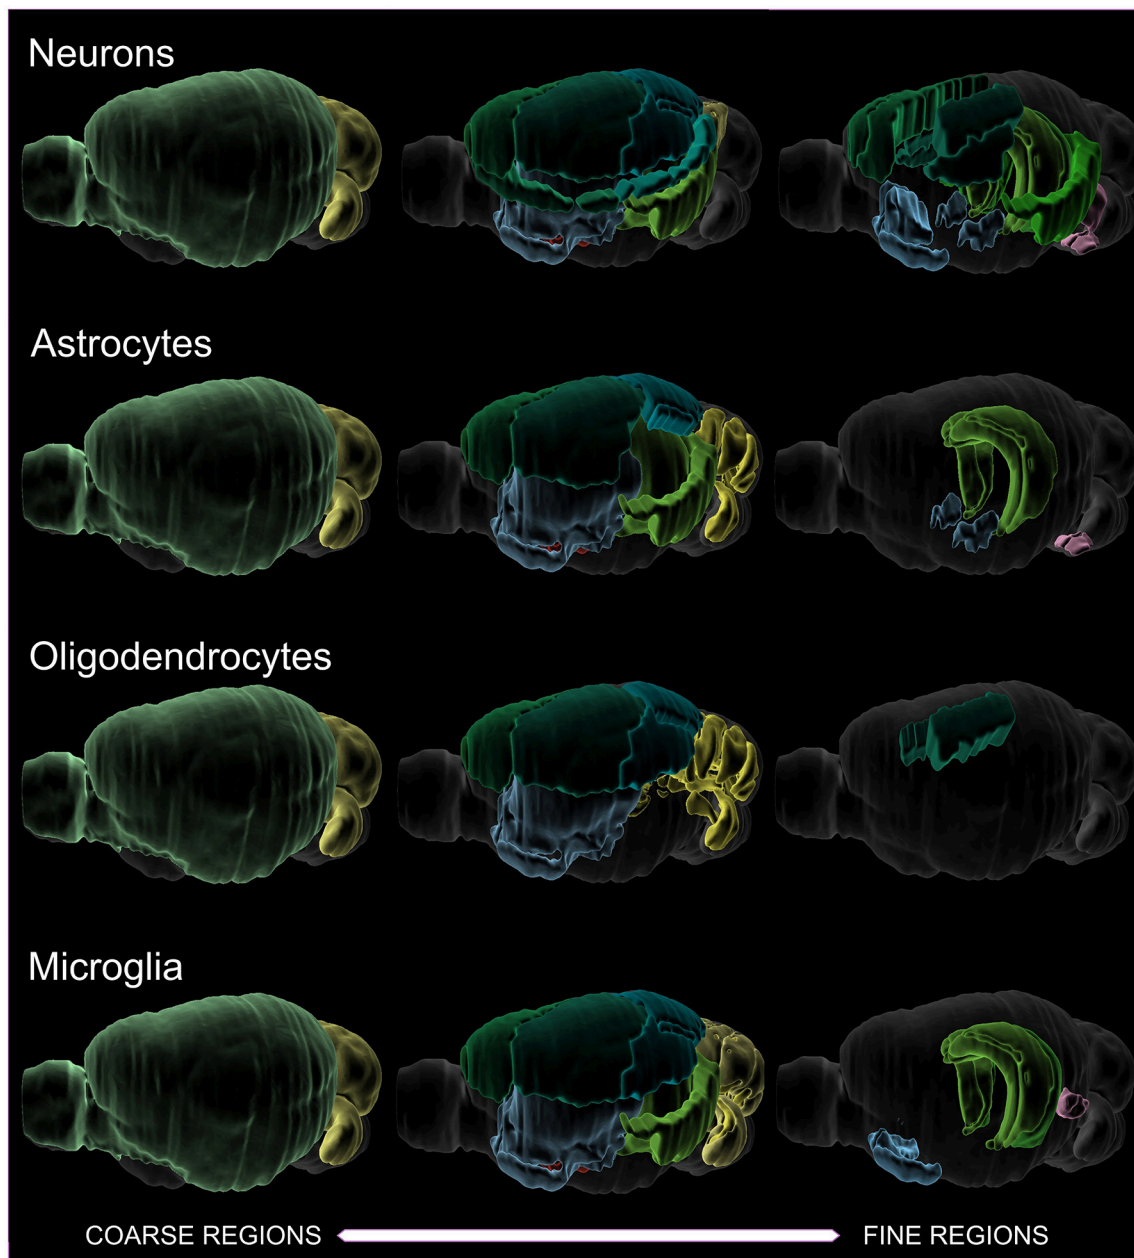 Neurons
Astrocytes
Oligodendrocytes
Microglia
COARSE REGIONS
FINE REGIONS